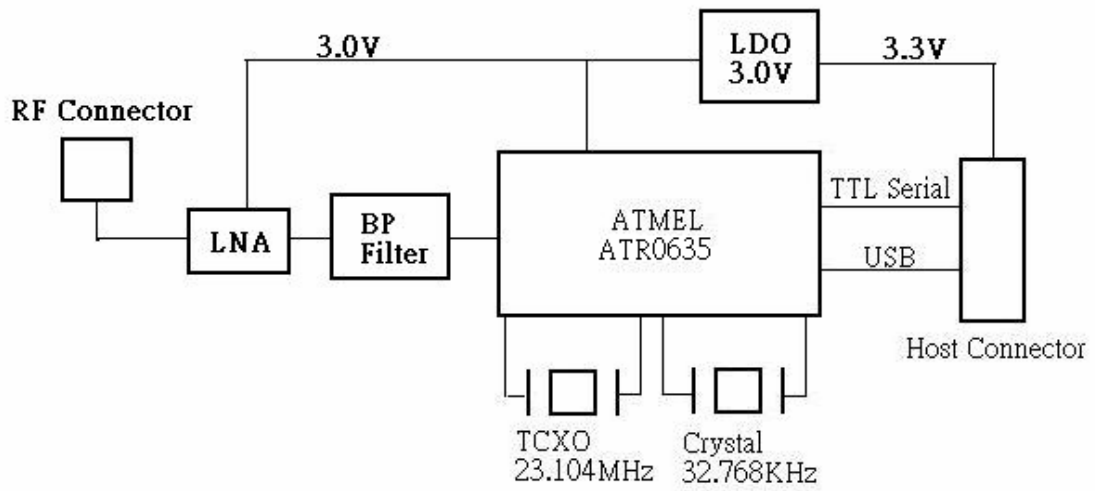 3.0V
LDO
3.0V
3.3V
RF Connector
LNA
BP
Filter
ATMEL
ATR0635
TTL Serial
USB
Host Connector
TCXO
23.104MHz
Crystal
32.768KHz